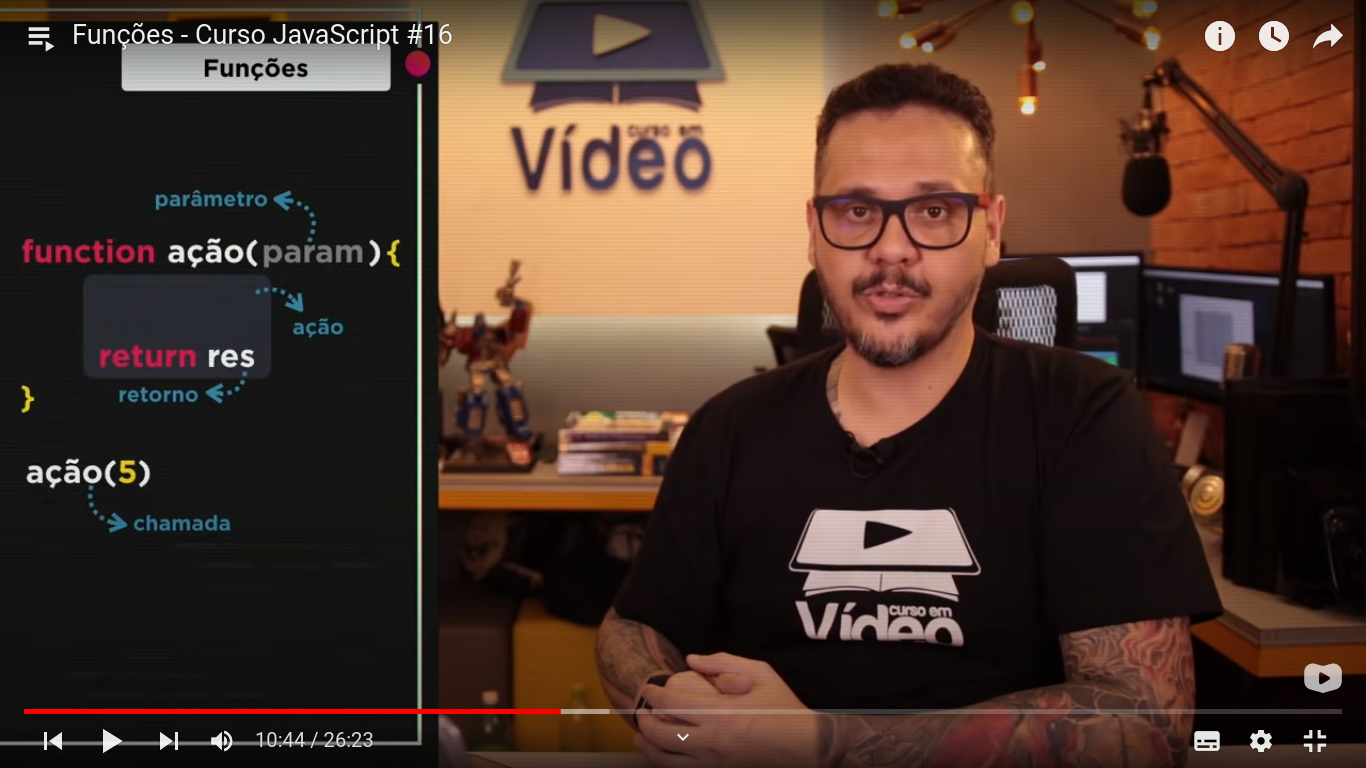 Funções - Curso JavaScript #16
Funções
curso em
Vídeo
parâmetro
function ação(param){
ação
return res
retorno
}
ação(5)
chamada
curso em
Vídeo
10:44 / 26:23